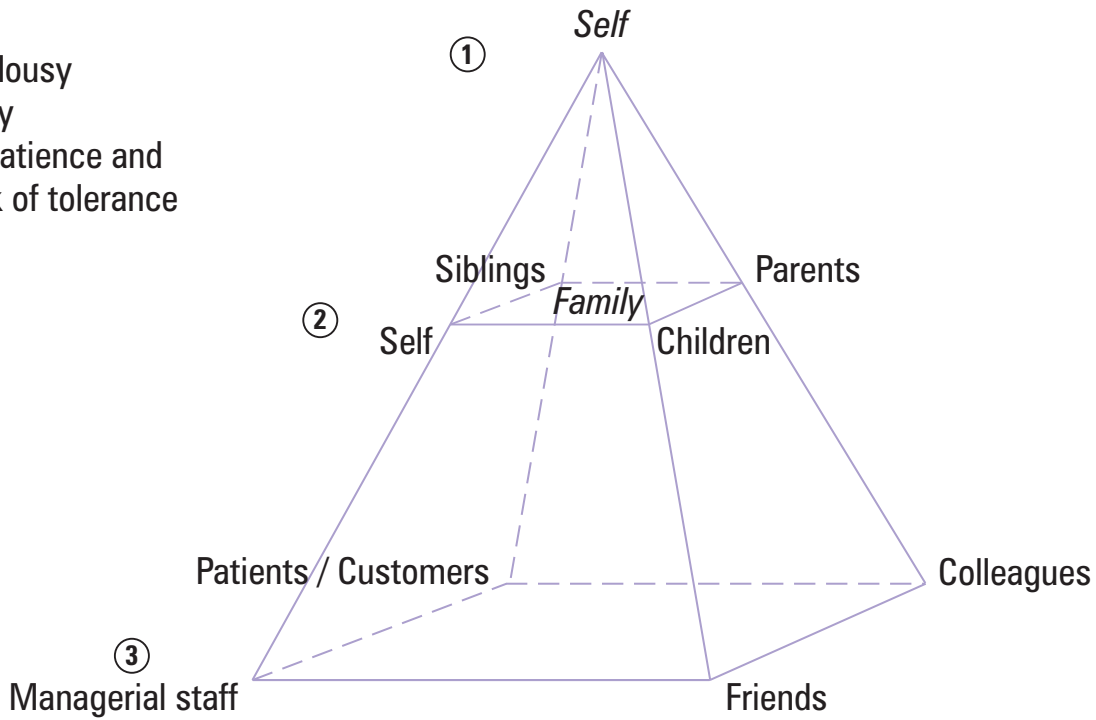 Self
①
lousy
y
atience and
of tolerance
Siblings
Parents
Family
②
Self
Children
Patients / Customers
Colleagues
③
Managerial staff
Friends